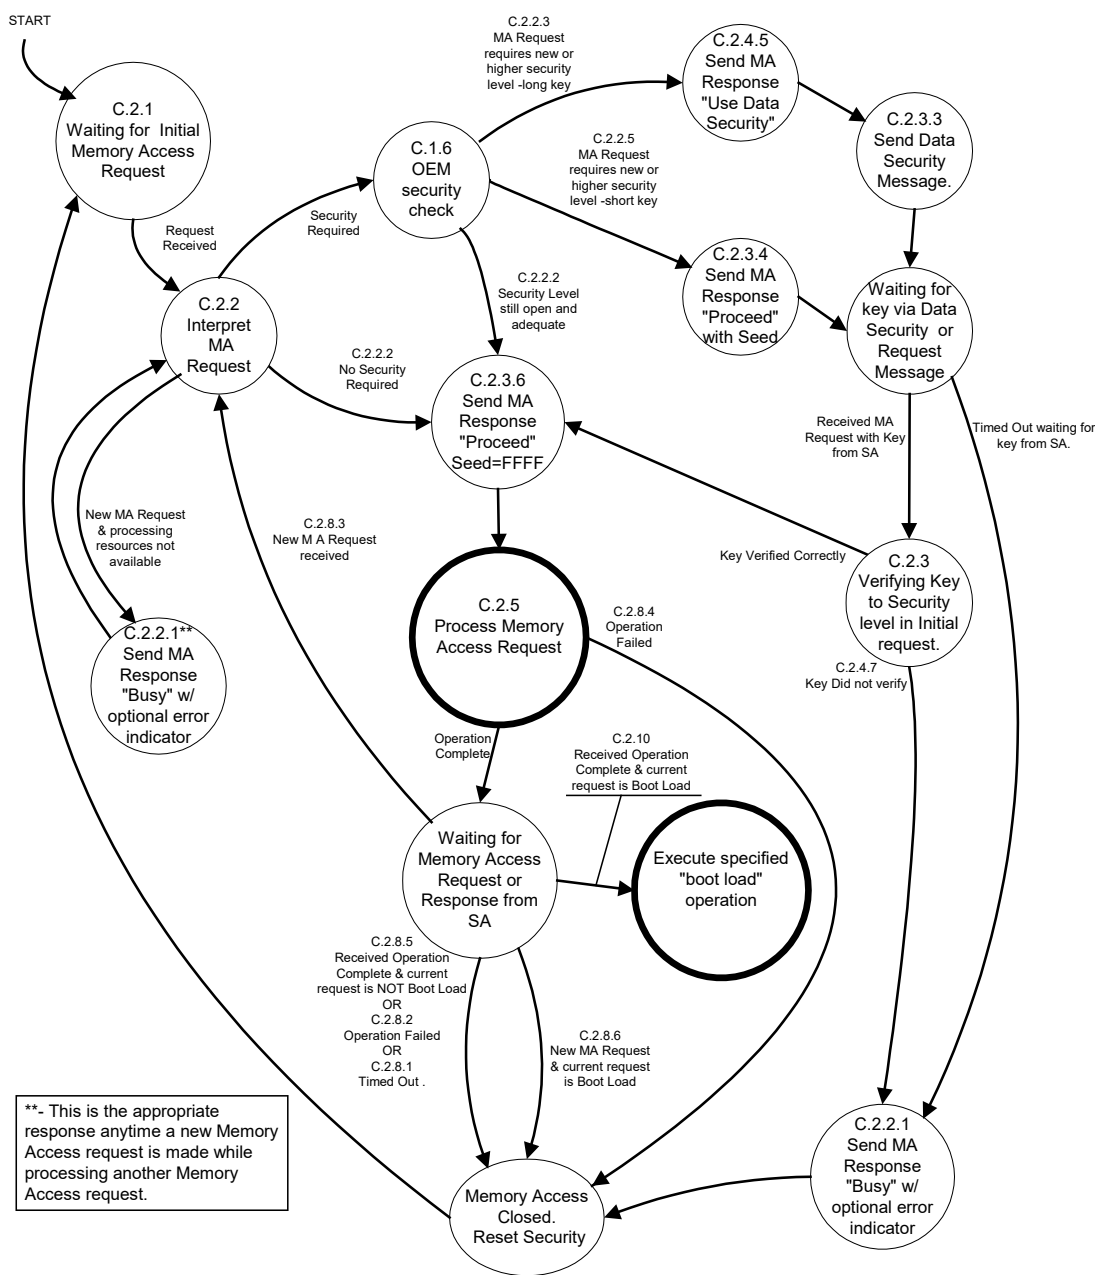 START
C.2.1
Waiting for Initial
Memory Access
Request
Request
Received
C.2.2
Interpret
MA
Request
Security
Required
C.1.6
OEM
security
check
C.2.2.3
MA Request
requires new or
higher security
level -long key
C.2.4.5
Send MA
Response
"Use Data
Security"
C.2.3.3
Send Data
Security
Message.
C.2.2.5
MA Request
requires new or
higher security
level -short key
C.2.3.4
Send MA
Response
"Proceed"
with Seed
Waiting for
key via Data
Security or
Request
Message
C.2.2.2
Security Level
still open and
adequate
C.2.2.2
No Security
Required
C.2.3.6
Send MA
Response
"Proceed"
Seed=FFFF
Received MA
Request with Key
from SA
Timed Out waiting for
key from SA.
New MA Request
& processing
resources not
available
C.2.8.3
New M A Request
received
Key Verified Correctly
C.2.3
Verifying Key
to Security
level in Initial
request.
C.2.5
Process Memory
Access Request
C.2.8.4
Operation
Failed
C.2.2.1**
Send MA
Response
"Busy" w/
optional error
indicator
C.2.4.7
Key Did not verify
Operation
Complete
C.2.10
Received Operation
Complete & current
request is Boot Load
Waiting for
Memory Access
Request or
Response from
SA
Execute specified
"boot load"
operation
C.2.8.5
Received Operation
Complete & current
request is NOT Boot Load
OR
C.2.8.2
Operation Failed
OR
C.2.8.1
Timed Out .
C.2.8.6
New MA Request
& current request
is Boot Load
**- This is the appropriate
response anytime a new Memory
Access request is made while
processing another Memory
Access request.
Memory Access
Closed.
Reset Security
C.2.2.1
Send MA
Response
"Busy" w/
optional error
indicator